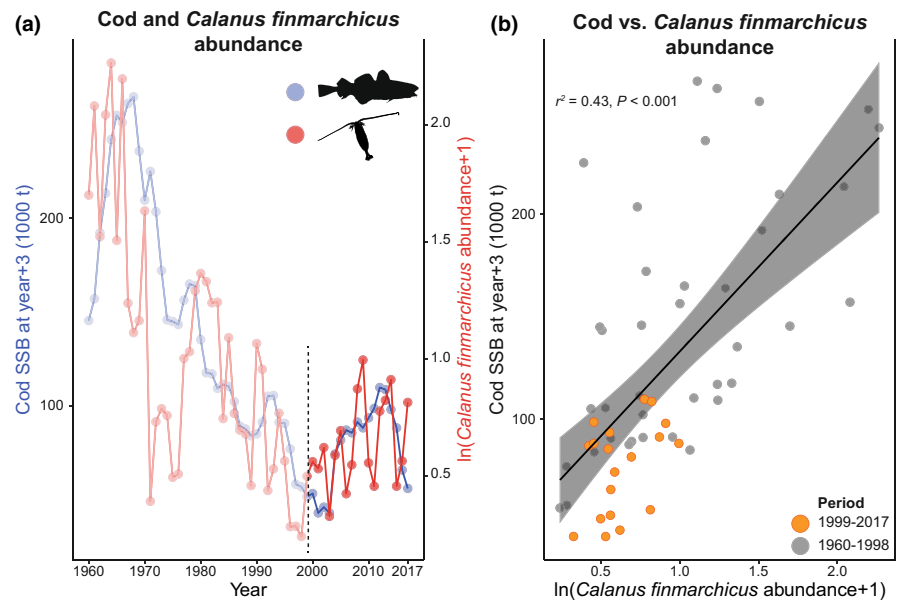 (a)
Cod and Calanus finmarchicus
abundance
Cod SSB at year+3 (1000 t)
200
100
2.0
1.5
1.0
0.5
ln(Calanus finmarchicus abundance+1)
1960
1970
1980
1990
2000
2010
2017
Year
(b)
Cod vs. Calanus finmarchicus
abundance
r² = 0.43, P < 0.001
Cod SSB at year+3 (1000 t)
200
100
Period
1999-2017
1960-1998
0.5
1.0
1.5
2.0
ln(Calanus finmarchicus abundance+1)